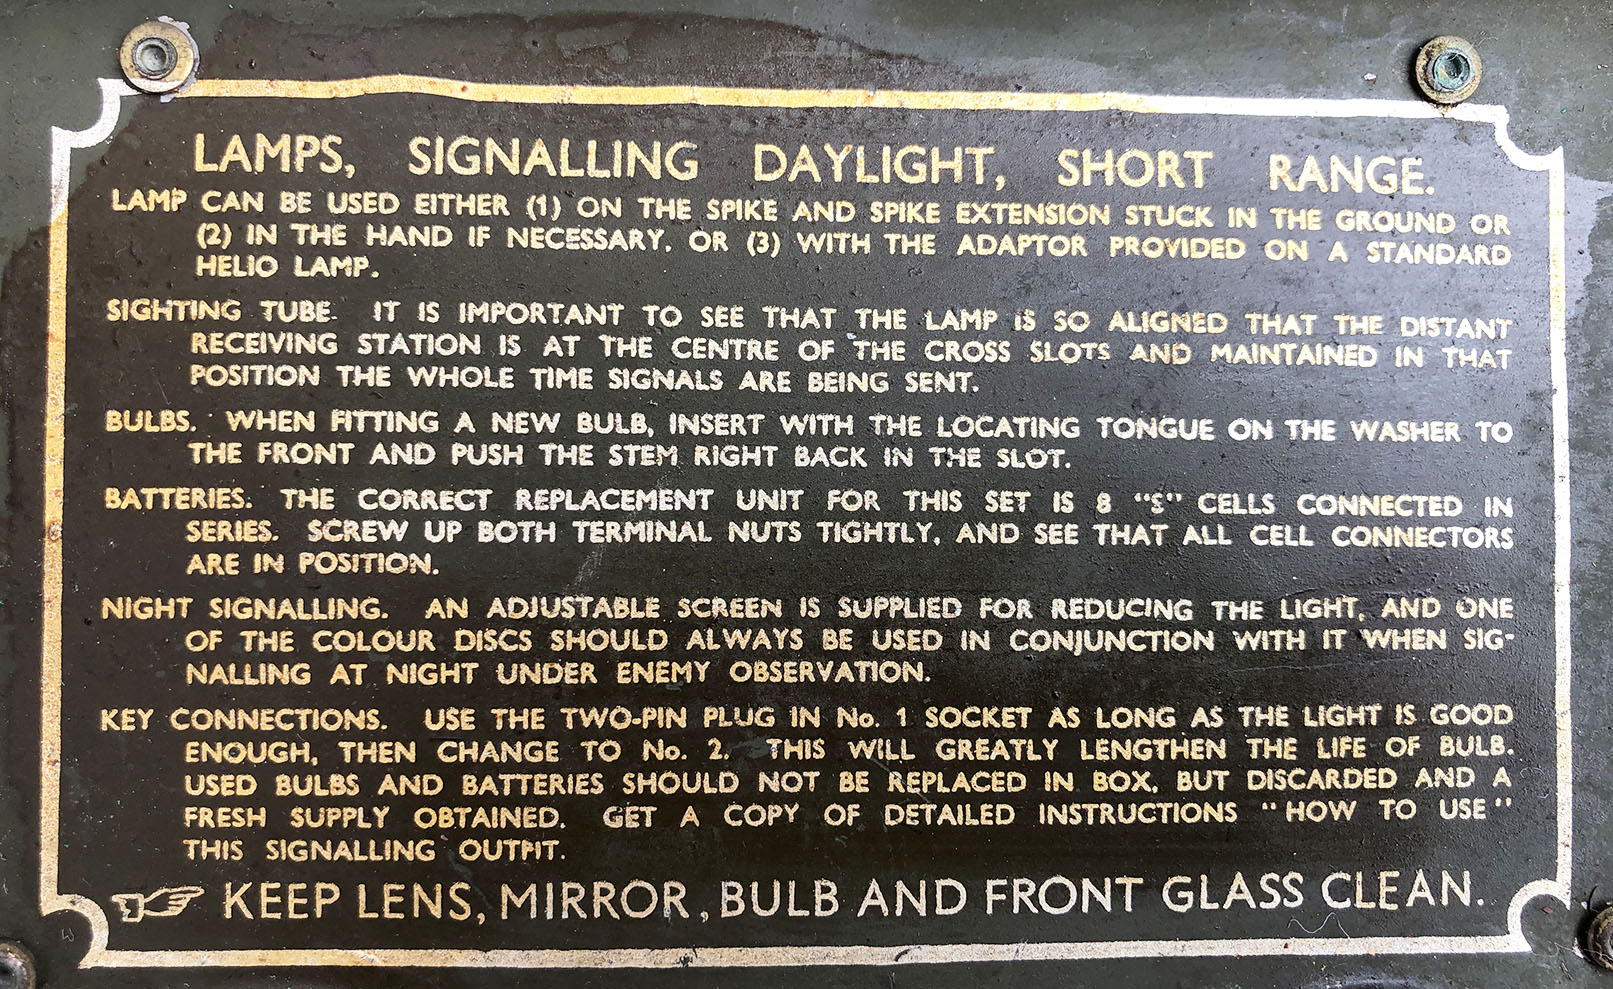 LAMPS, SIGNALLING DAYLIGHT, SHORT RANGE.
LAMP CAN BE USED EITHER (1) ON THE SPIKE AND SPIKE EXTENSION STUCK IN THE GROUND OR
(2) IN THE HAND IF NECESSARY, OR (3) WITH THE ADAPTOR PROVIDED ON A STANDARD
HELIO LAMP.
SIGHTING TUBE. IT IS IMPORTANT TO SEE THAT THE LAMP IS SO ALIGNED THAT THE DISTANT
RECEIVING STATION IS AT THE CENTRE OF THE CROSS SLOTS AND MAINTAINED IN THAT
POSITION THE WHOLE TIME SIGNALS ARE BEING SENT.
BULBS. WHEN FITTING A NEW BULB, INSERT WITH THE LOCATING TONGUE ON THE WASHER TO
THE FRONT AND PUSH THE STEM RIGHT BACK IN THE SLOT.
BATTERIES. THE CORRECT REPLACEMENT UNIT FOR THIS SET IS 8 "S" CELLS CONNECTED IN
SERIES. SCREW UP BOTH TERMINAL NUTS TIGHTLY, AND SEE THAT ALL CELL CONNECTORS
ARE IN POSITION.
NIGHT SIGNALLING. AN ADJUSTABLE SCREEN IS SUPPLIED FOR REDUCING THE LIGHT, AND ONE
OF THE COLOUR DISCS SHOULD ALWAYS BE USED IN CONJUNCTION WITH IT WHEN SIG-
NALLING AT NIGHT UNDER ENEMY OBSERVATION.
KEY CONNECTIONS. USE THE TWO-PIN PLUG IN No. 1 SOCKET AS LONG AS THE LIGHT IS GOOD
ENOUGH, THEN CHANGE TO No. 2. THIS WILL GREATLY LENGTHEN THE LIFE OF BULB.
USED BULBS AND BATTERIES SHOULD NOT BE REPLACED IN BOX, BUT DISCARDED AND A
FRESH SUPPLY OBTAINED. GET A COPY OF DETAILED INSTRUCTIONS "HOW TO USE"
THIS SIGNALLING OUTFIT.
KEEP LENS, MIRROR, BULB AND FRONT GLASS CLEAN.